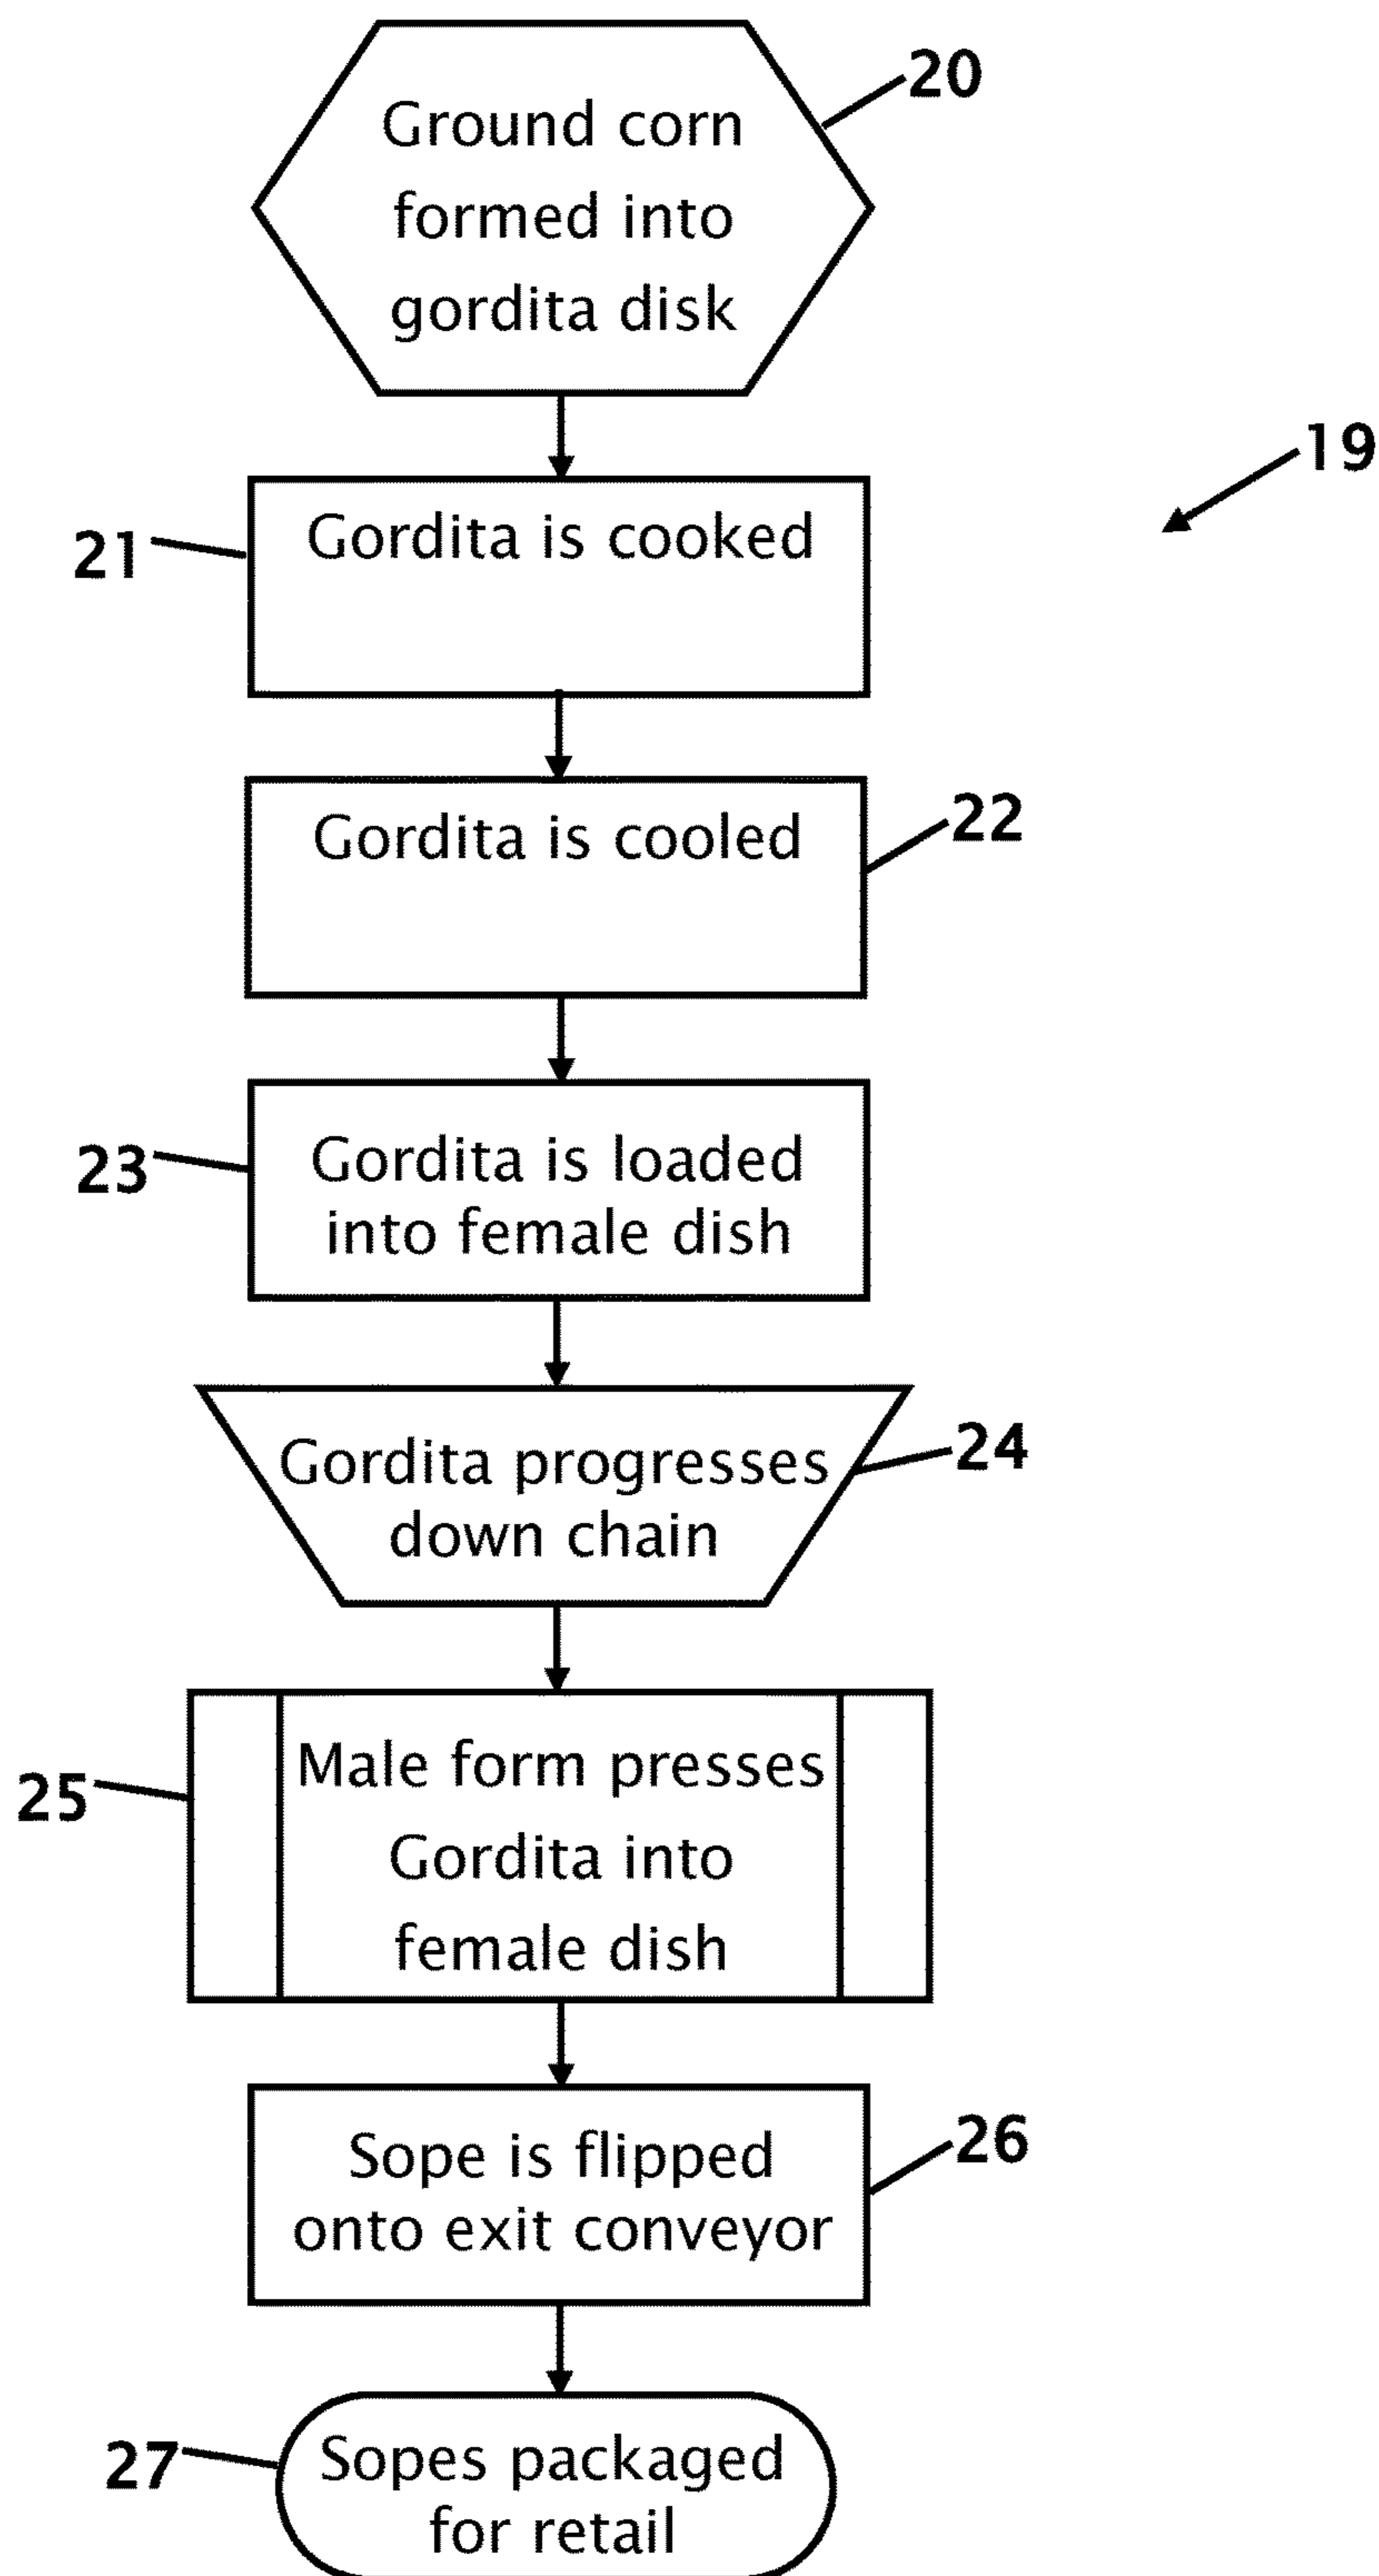 20
Ground corn
formed into
gordita disk
19
21
Gordita is cooked
22
Gordita is cooled
23
Gordita is loaded
into female dish
24
Gordita progresses
down chain
25
Male form presses
Gordita into
female dish
26
Sope is flipped
onto exit conveyor
27
Sopes packaged
for retail